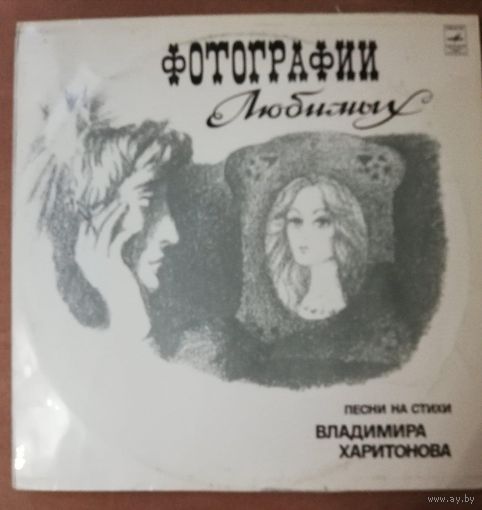 ФОТОГРАФИИ
Любимых
ПЕСНИ НА СТИХИ
ВЛАДИМИРА
ХАРИТОНОВА
www.ay.by